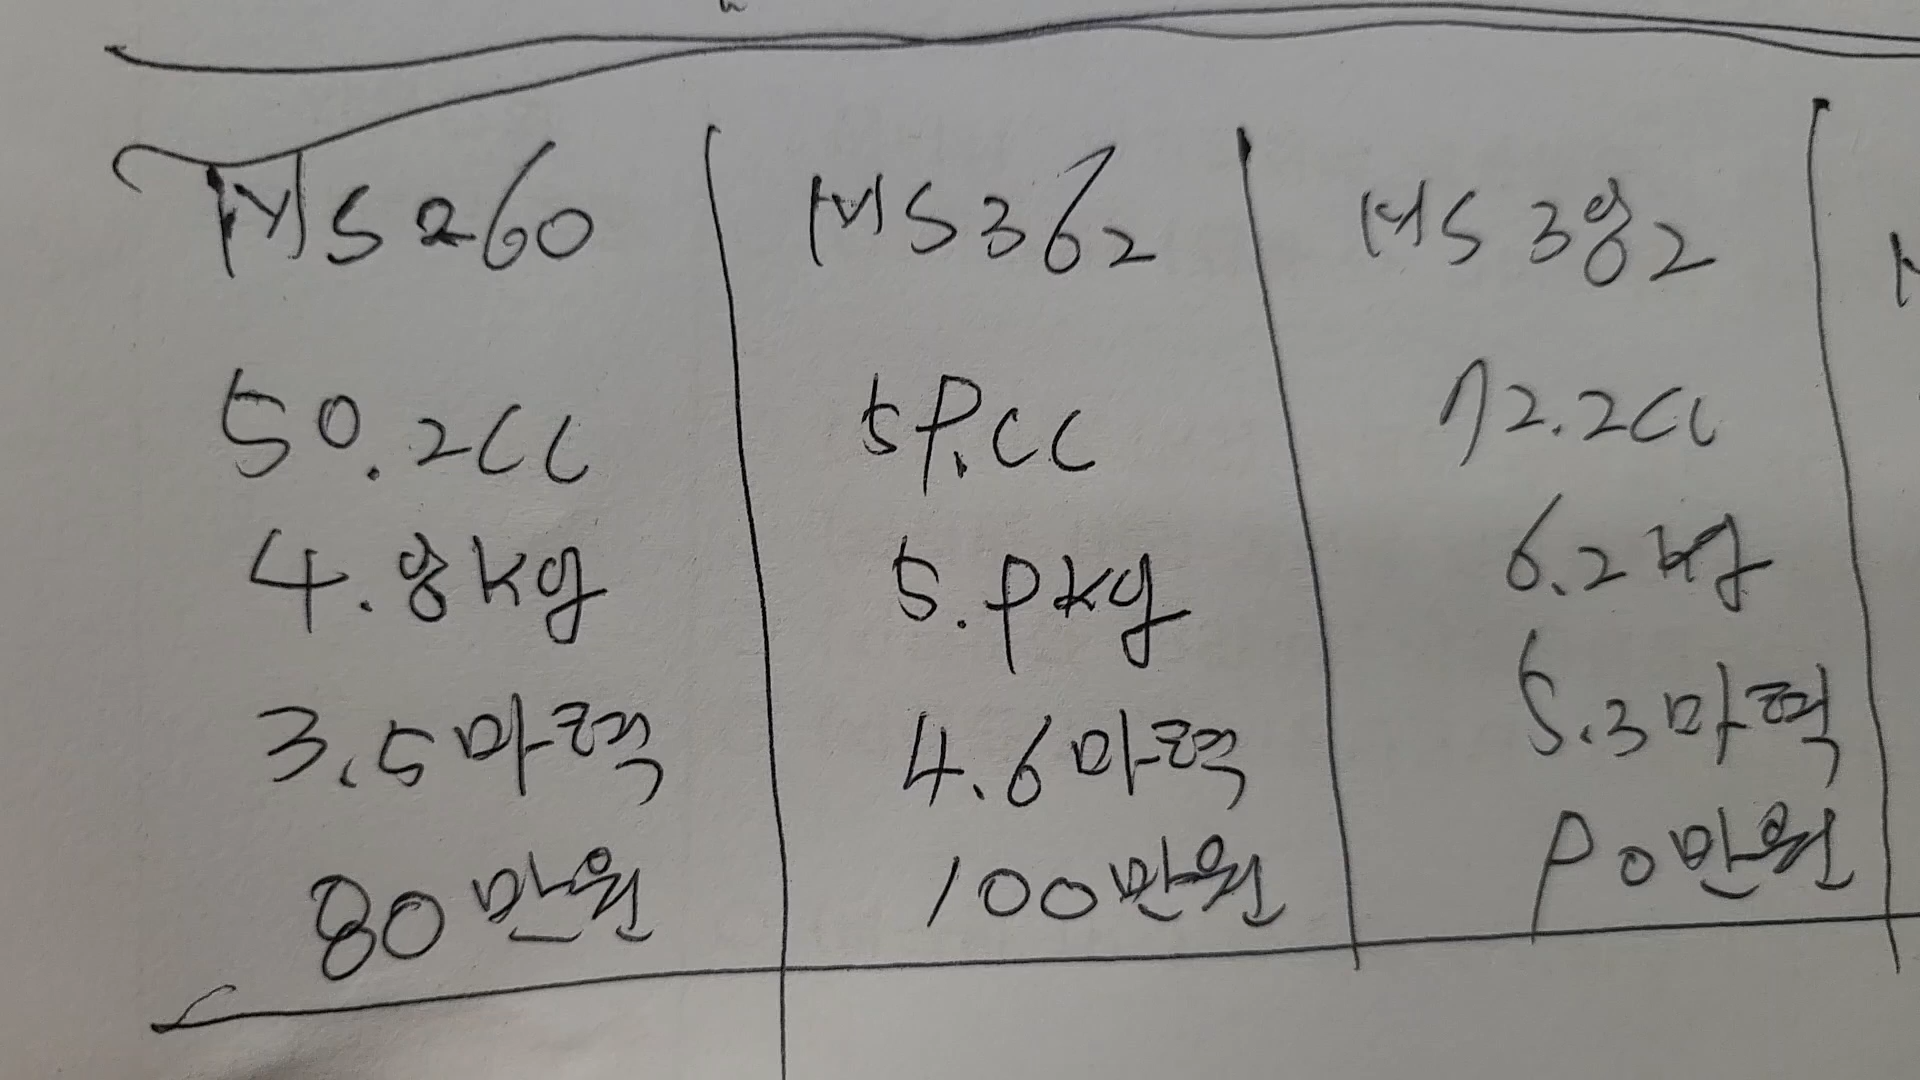 MS260
50.2CC
4.8kg
3.5마력
80만원
MS362
59.CC
5.9kg
4.6마력
100만원
MS382
72.2CC
6.2kg
5.3마력
90만원